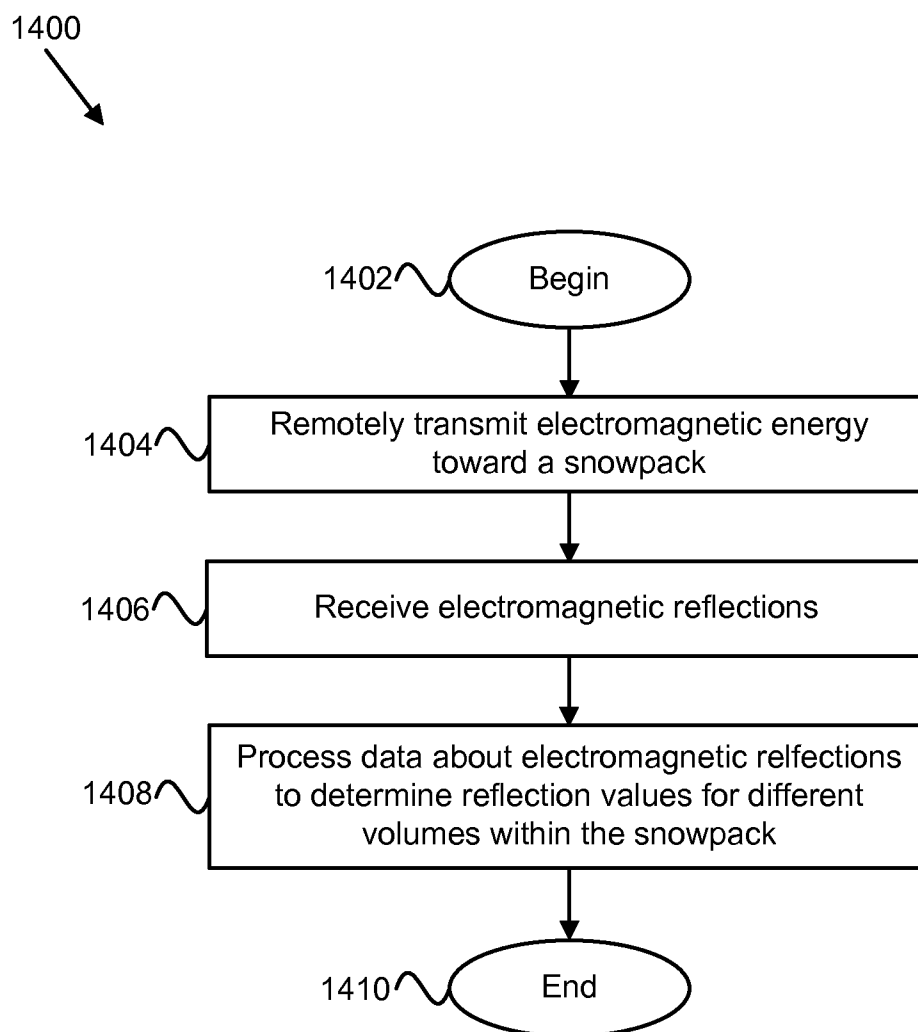 1400
1402
Begin
1404
Remotely transmit electromagnetic energy
toward a snowpack
1406
Receive electromagnetic reflections
1408
Process data about electromagnetic relfections
to determine reflection values for different
volumes within the snowpack
1410
End